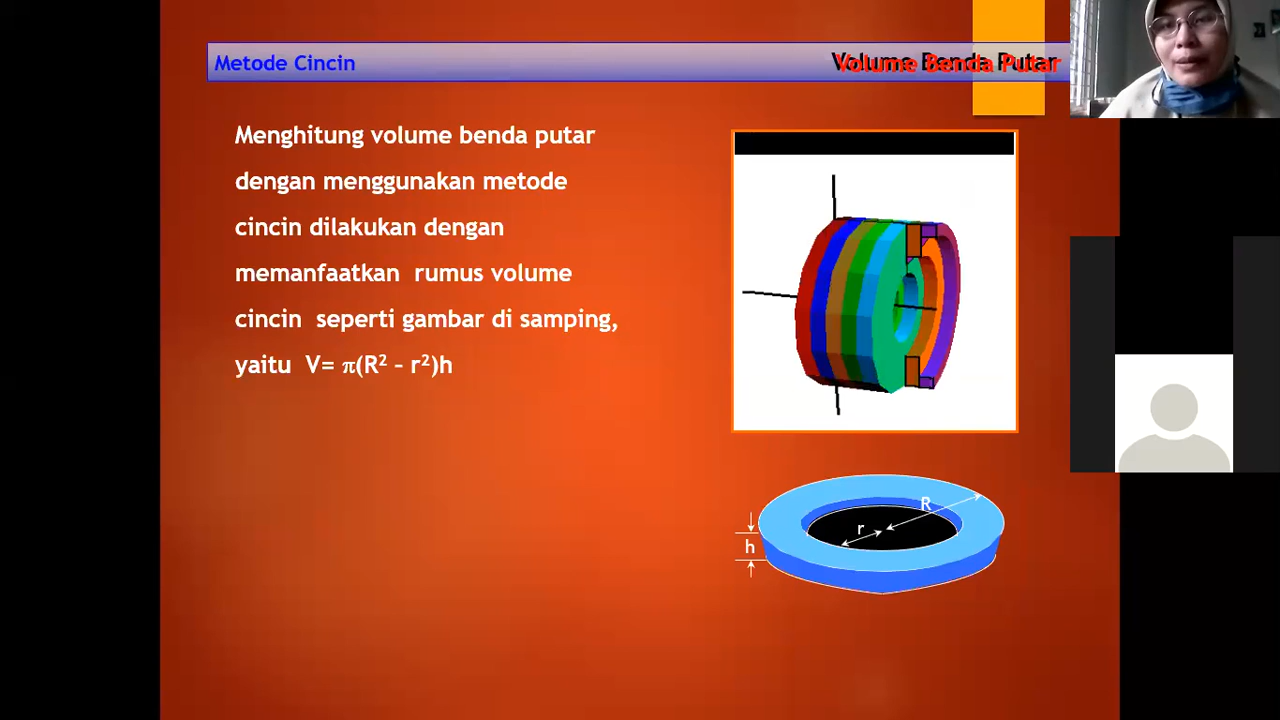 Metode Cincin
Volume Benda Putar
Menghitung volume benda putar
dengan menggunakan metode
cincin dilakukan dengan
memanfaatkan rumus volume
cincin seperti gambar di samping,
yaitu V= π(R² – r²)h
R
r
h